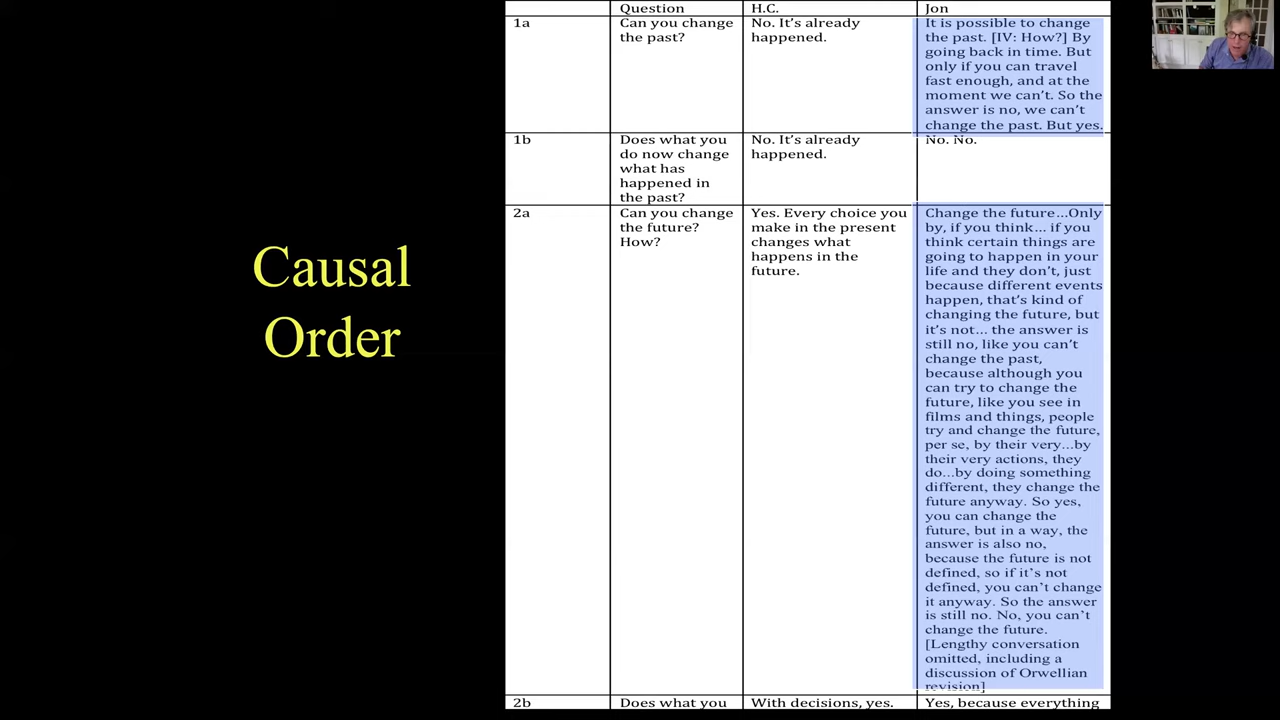 Causal
Order
Question
H.C.
Jon
1a
Can you change
the past?
No. It's already
happened.
It is possible to change
the past. [IV: How?] By
going back in time. But
only if you can travel
fast enough, and at the
moment we can't. So the
answer is no, we can't
change the past. But yes.
1b
Does what you
do now change
what has
happened in
the past?
No. It's already
happened.
No. No.
2a
Can you change
the future?
How?
Yes. Every choice you
make in the present
changes what
happens in the
future.
Change the future...Only
by, if you think... if you
think certain things are
going to happen in your
life and they don't, just
because different events
happen, that's kind of
changing the future, but
it's not... the answer is
still no, like you can't
change the past,
because although you
can try to change the
future, like you see in
films and things, people
try and change the future,
per se, by their very...by
their very actions, they
do...by doing something
different, they change the
future anyway. So yes,
you can change the
future, but in a way, the
answer is also no,
because the future is not
defined, so if it's not
defined, you can't change
it anyway. So the answer
is still no. No, you can't
change the future.
[Lengthy conversation
omitted, including a
discussion of Orwellian
revision]
2b
Does what you
With decisions, yes.
Yes, because everything